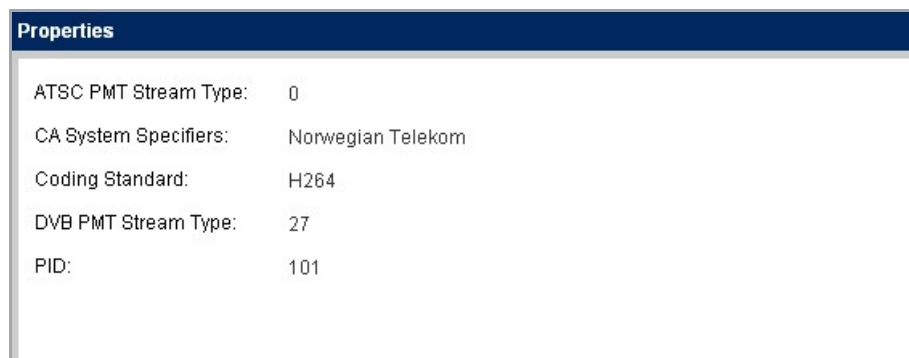 Properties
ATSC PMT Stream Type: 0
CA System Specifiers: Norwegian Telekom
Coding Standard: H264
DVB PMT Stream Type: 27
PID: 101